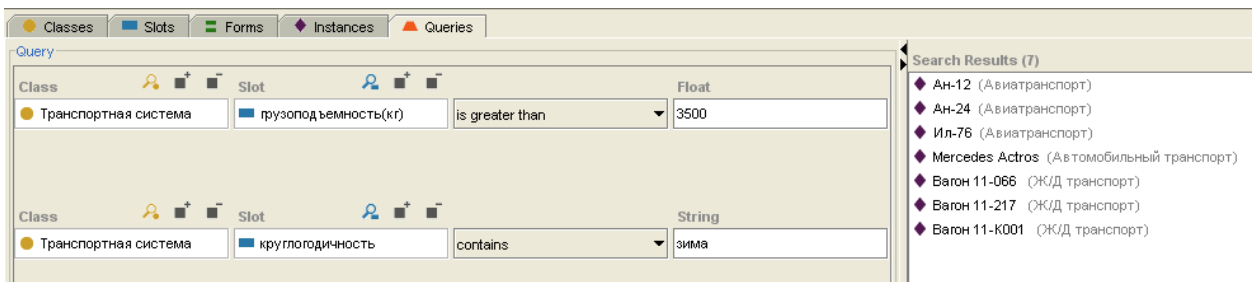 Classes Slots Forms Instances Queries
Query
Search Results (7)
Class Slot Float
Транспортная система грузоподъемность(кг) is greater than 3500
Class Slot String
Транспортная система круглогодичность contains зима
Ан-12 (Авиатранспорт)
Ан-24 (Авиатранспорт)
Ил-76 (Авиатранспорт)
Mercedes Actros (Автомобильный транспорт)
Вагон 11-066 (Ж/Д транспорт)
Вагон 11-217 (Ж/Д транспорт)
Вагон 11-К001 (Ж/Д транспорт)